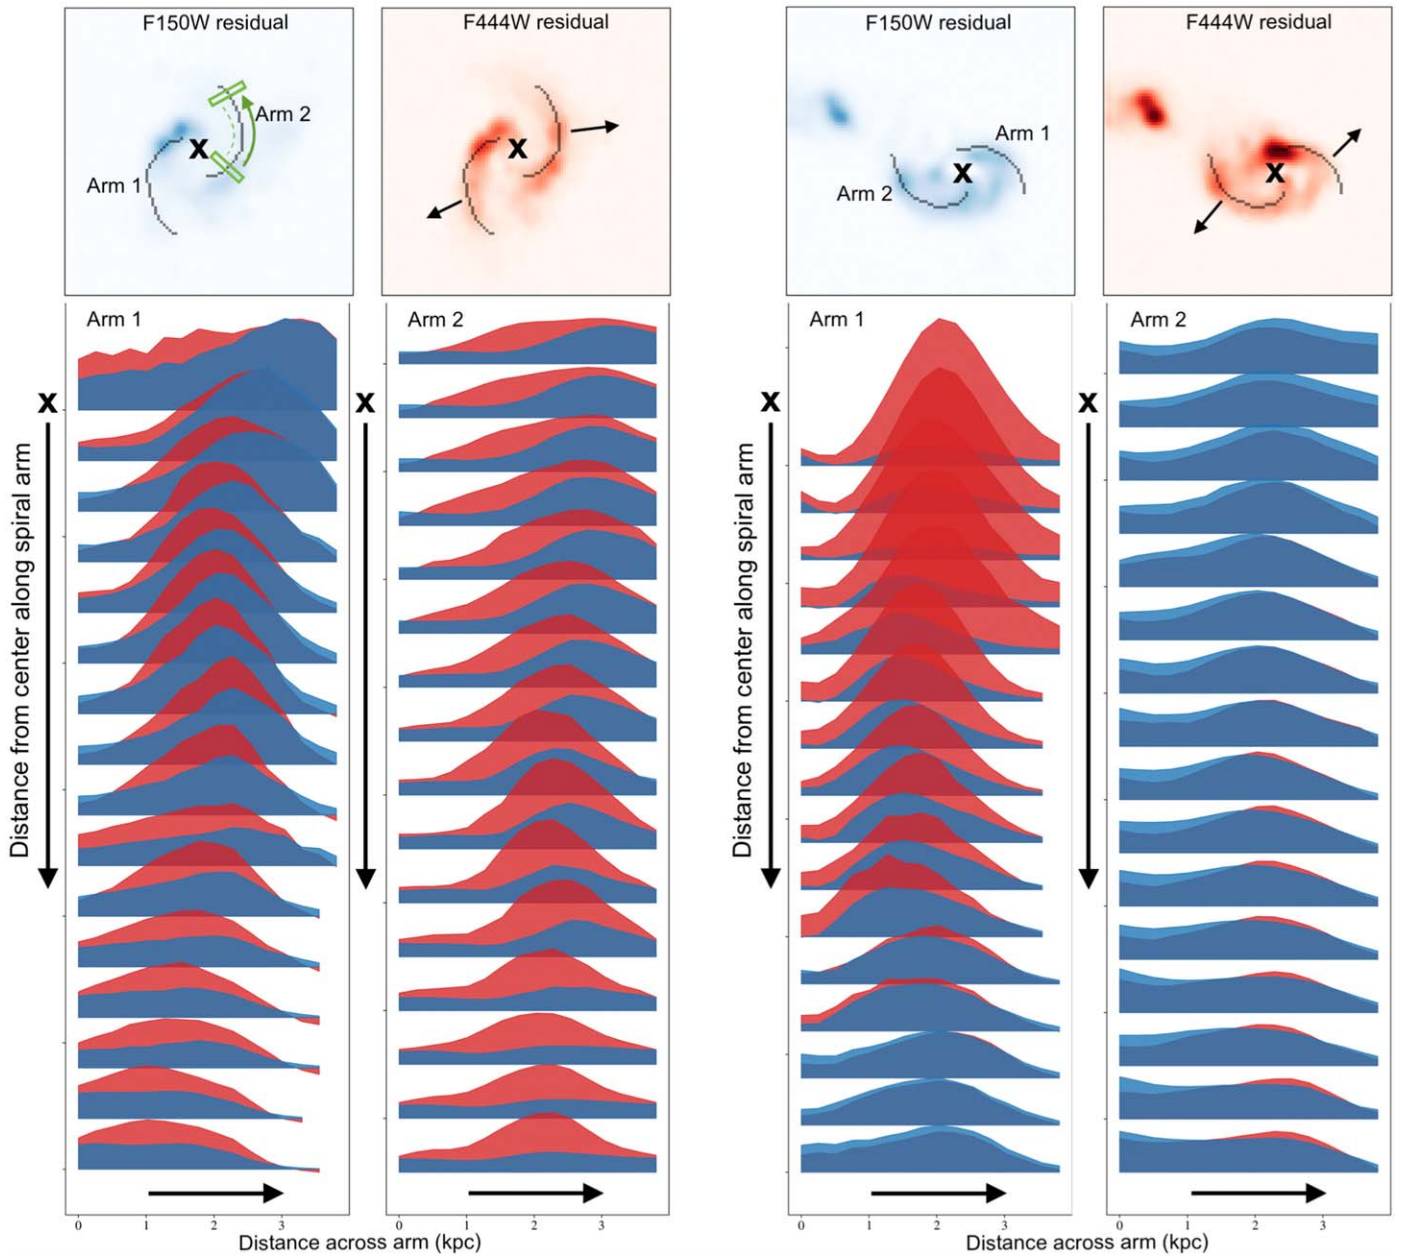 F150W residual
F444W residual
F150W residual
F444W residual
Arm 2
X
X
Arm 1
Arm 1
X
X
Arm 2
Arm 1
Arm 2
Arm 1
Arm 2
X
X
X
X
Distance from center along spiral arm
Distance from center along spiral arm
0 1 2 3
0 1 2 3
0 1 2 3
0 1 2 3
Distance across arm (kpc)
Distance across arm (kpc)